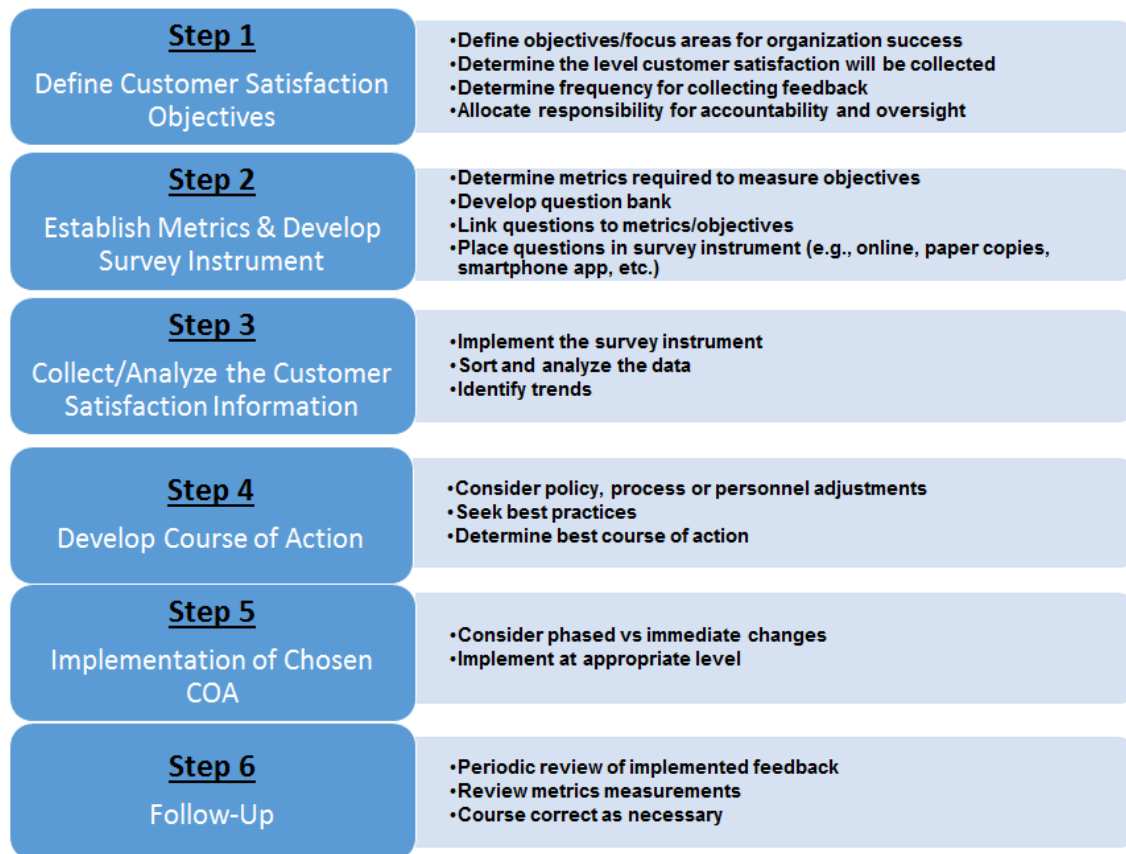 Step 1
Define Customer Satisfaction
Objectives
•Define objectives/focus areas for organization success
•Determine the level customer satisfaction will be collected
•Determine frequency for collecting feedback
•Allocate responsibility for accountability and oversight
Step 2
Establish Metrics & Develop
Survey Instrument
•Determine metrics required to measure objectives
•Develop question bank
•Link questions to metrics/objectives
•Place questions in survey instrument (e.g., online, paper copies,
smartphone app, etc.)
Step 3
Collect/Analyze the Customer
Satisfaction Information
•Implement the survey instrument
•Sort and analyze the data
•Identify trends
Step 4
Develop Course of Action
•Consider policy, process or personnel adjustments
•Seek best practices
•Determine best course of action
Step 5
Implementation of Chosen
COA
•Consider phased vs immediate changes
•Implement at appropriate level
Step 6
Follow-Up
•Periodic review of implemented feedback
•Review metrics measurements
•Course correct as necessary